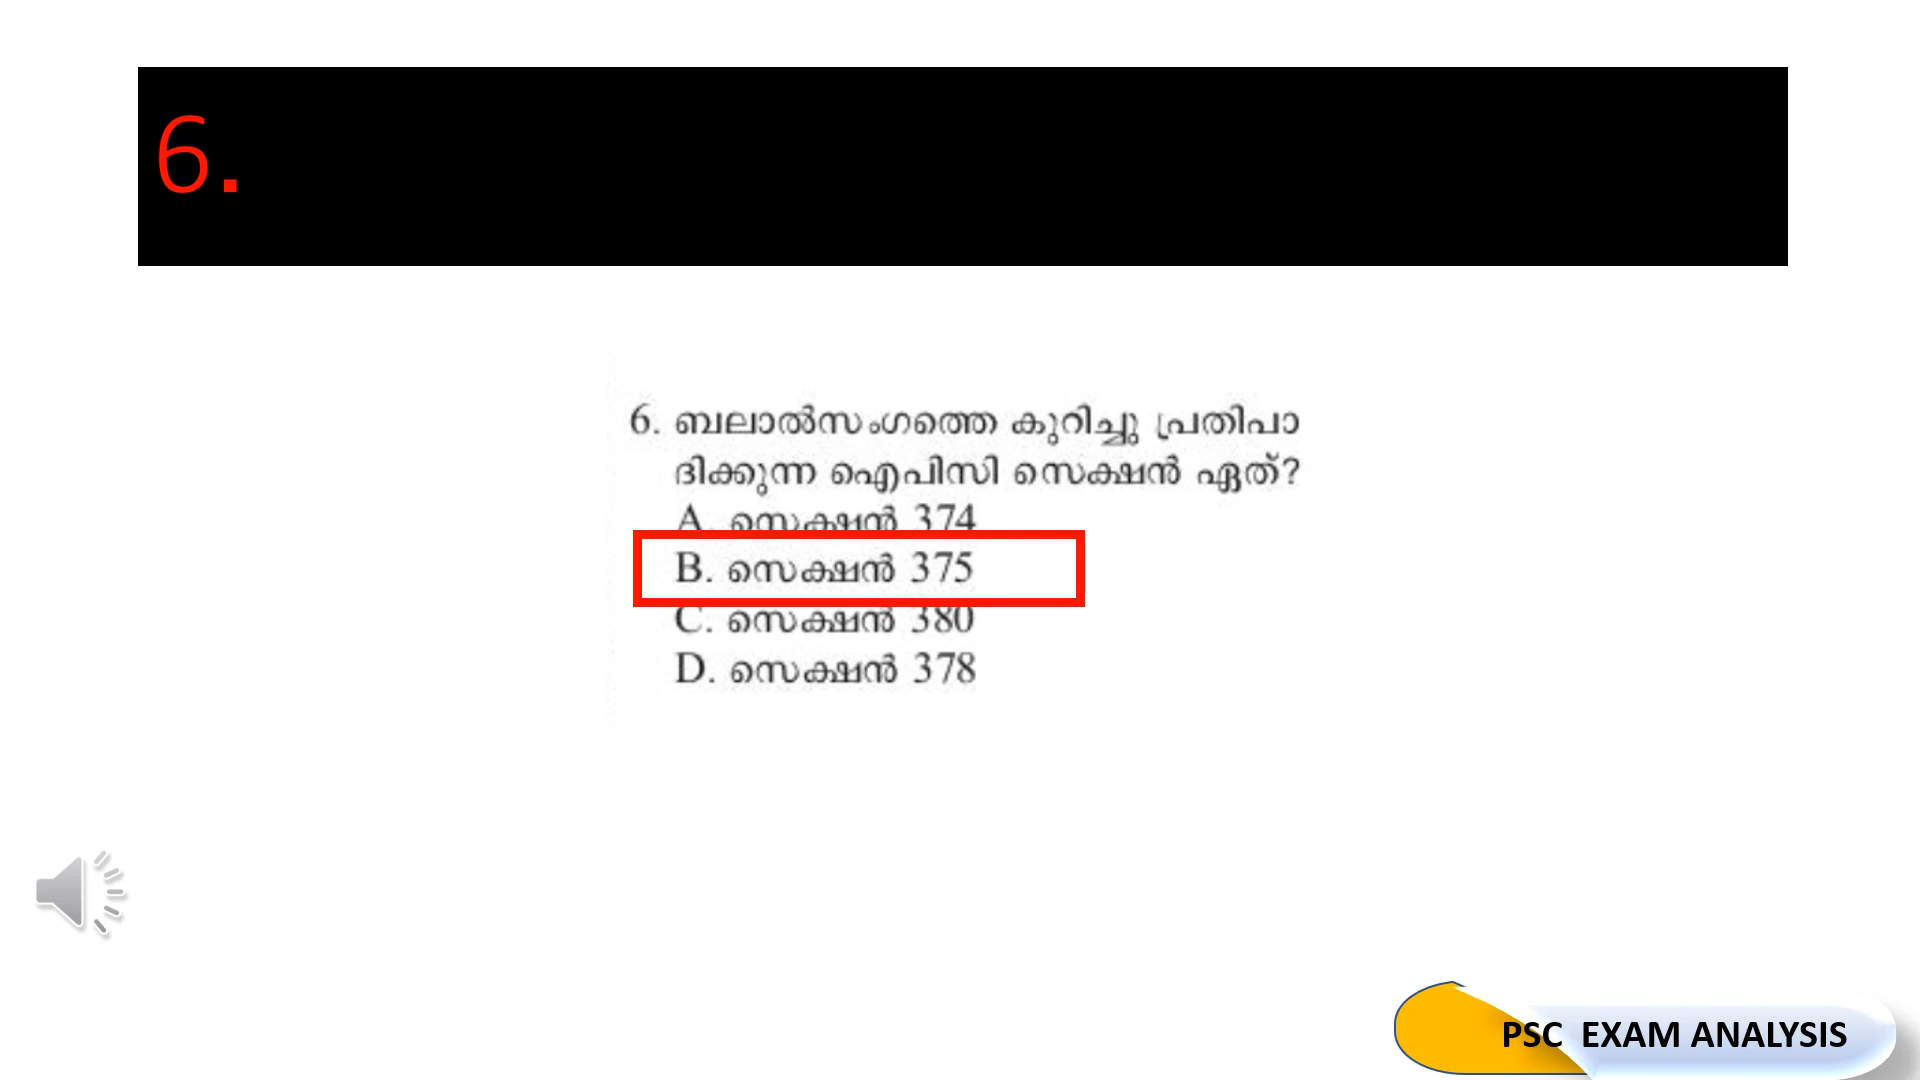 6.
6. ബലാൽസംഗത്തെ കുറിച്ചു പ്രതിപാ
ദിക്കുന്ന ഐപിസി സെക്ഷൻ ഏത്?
A. സെക്ഷൻ 374
B. സെക്ഷൻ 375
C. സെക്ഷൻ 380
D. സെക്ഷൻ 378
PSC EXAM ANALYSIS